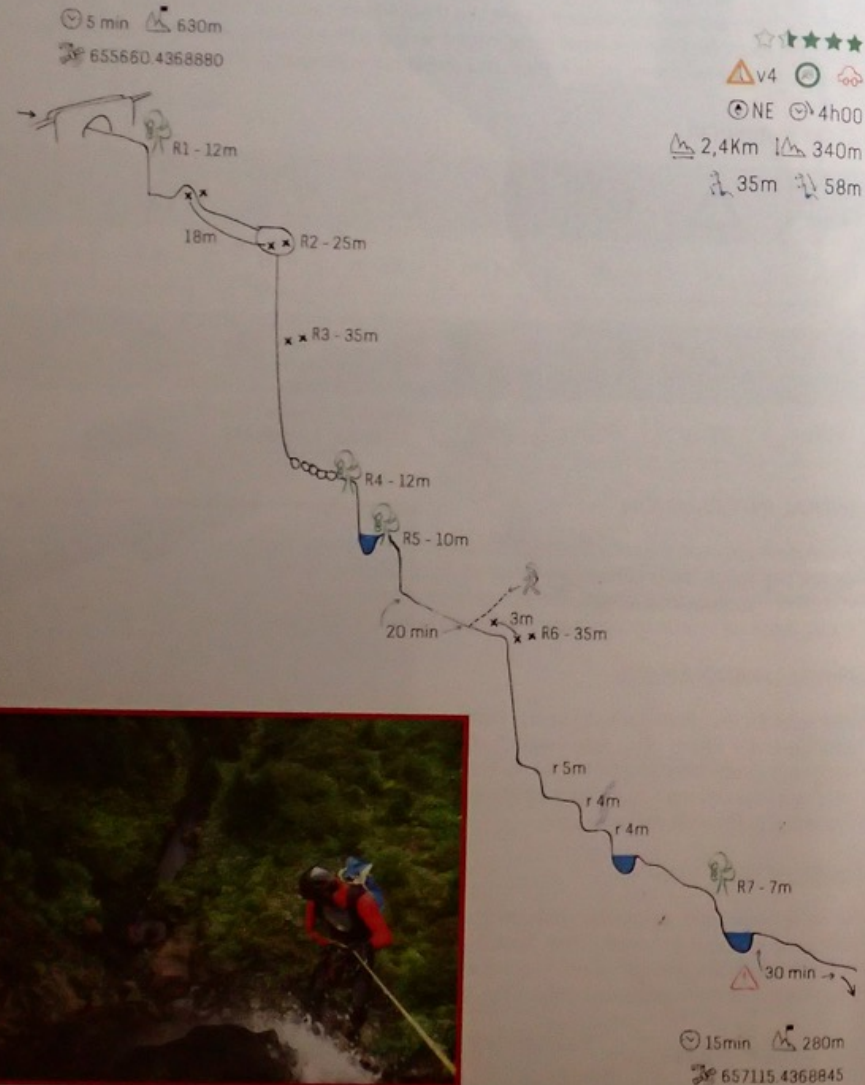 5 min 630m
655660.4368880
v4
NE 4h00
2,4Km 340m
35m 58m
R1 - 12m
18m
R2 - 25m
R3 - 35m
R4 - 12m
R5 - 10m
20 min
3m
R6 - 35m
r 5m
r 4m
r 4m
R7 - 7m
30 min
15min 280m
657115.4368845